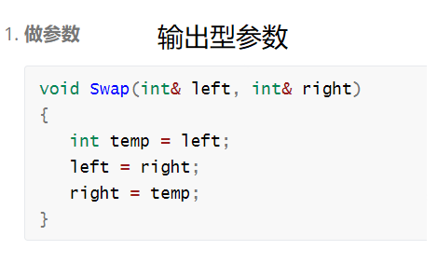 1. 做参数 输出型参数
void Swap(int& left, int& right)
{
   int temp = left;
   left = right;
   right = temp;
}